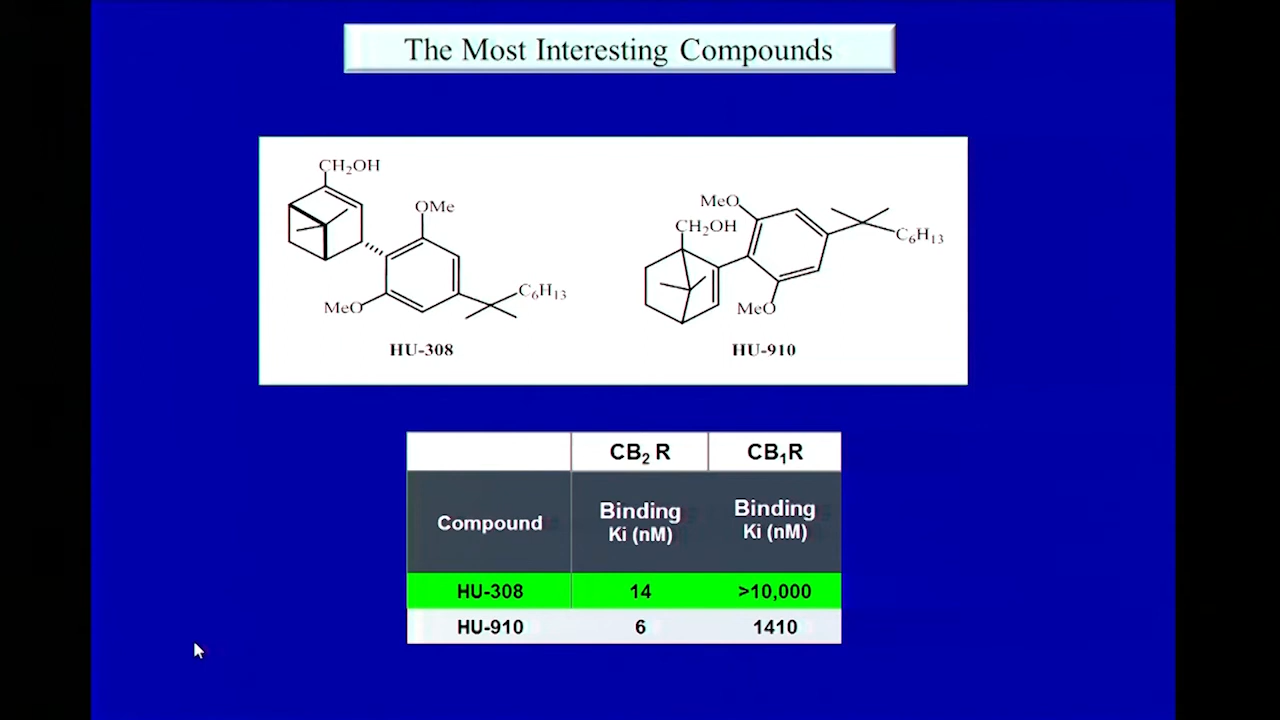 The Most Interesting Compounds
CH₂OH
OMe
MeO
C₆H₁₃
HU-308
MeO
CH₂OH
C₆H₁₃
MeO
HU-910
CB₂ R CB₁R
Compound Binding Ki (nM) Binding Ki (nM)
HU-308 14 >10,000
HU-910 6 1410